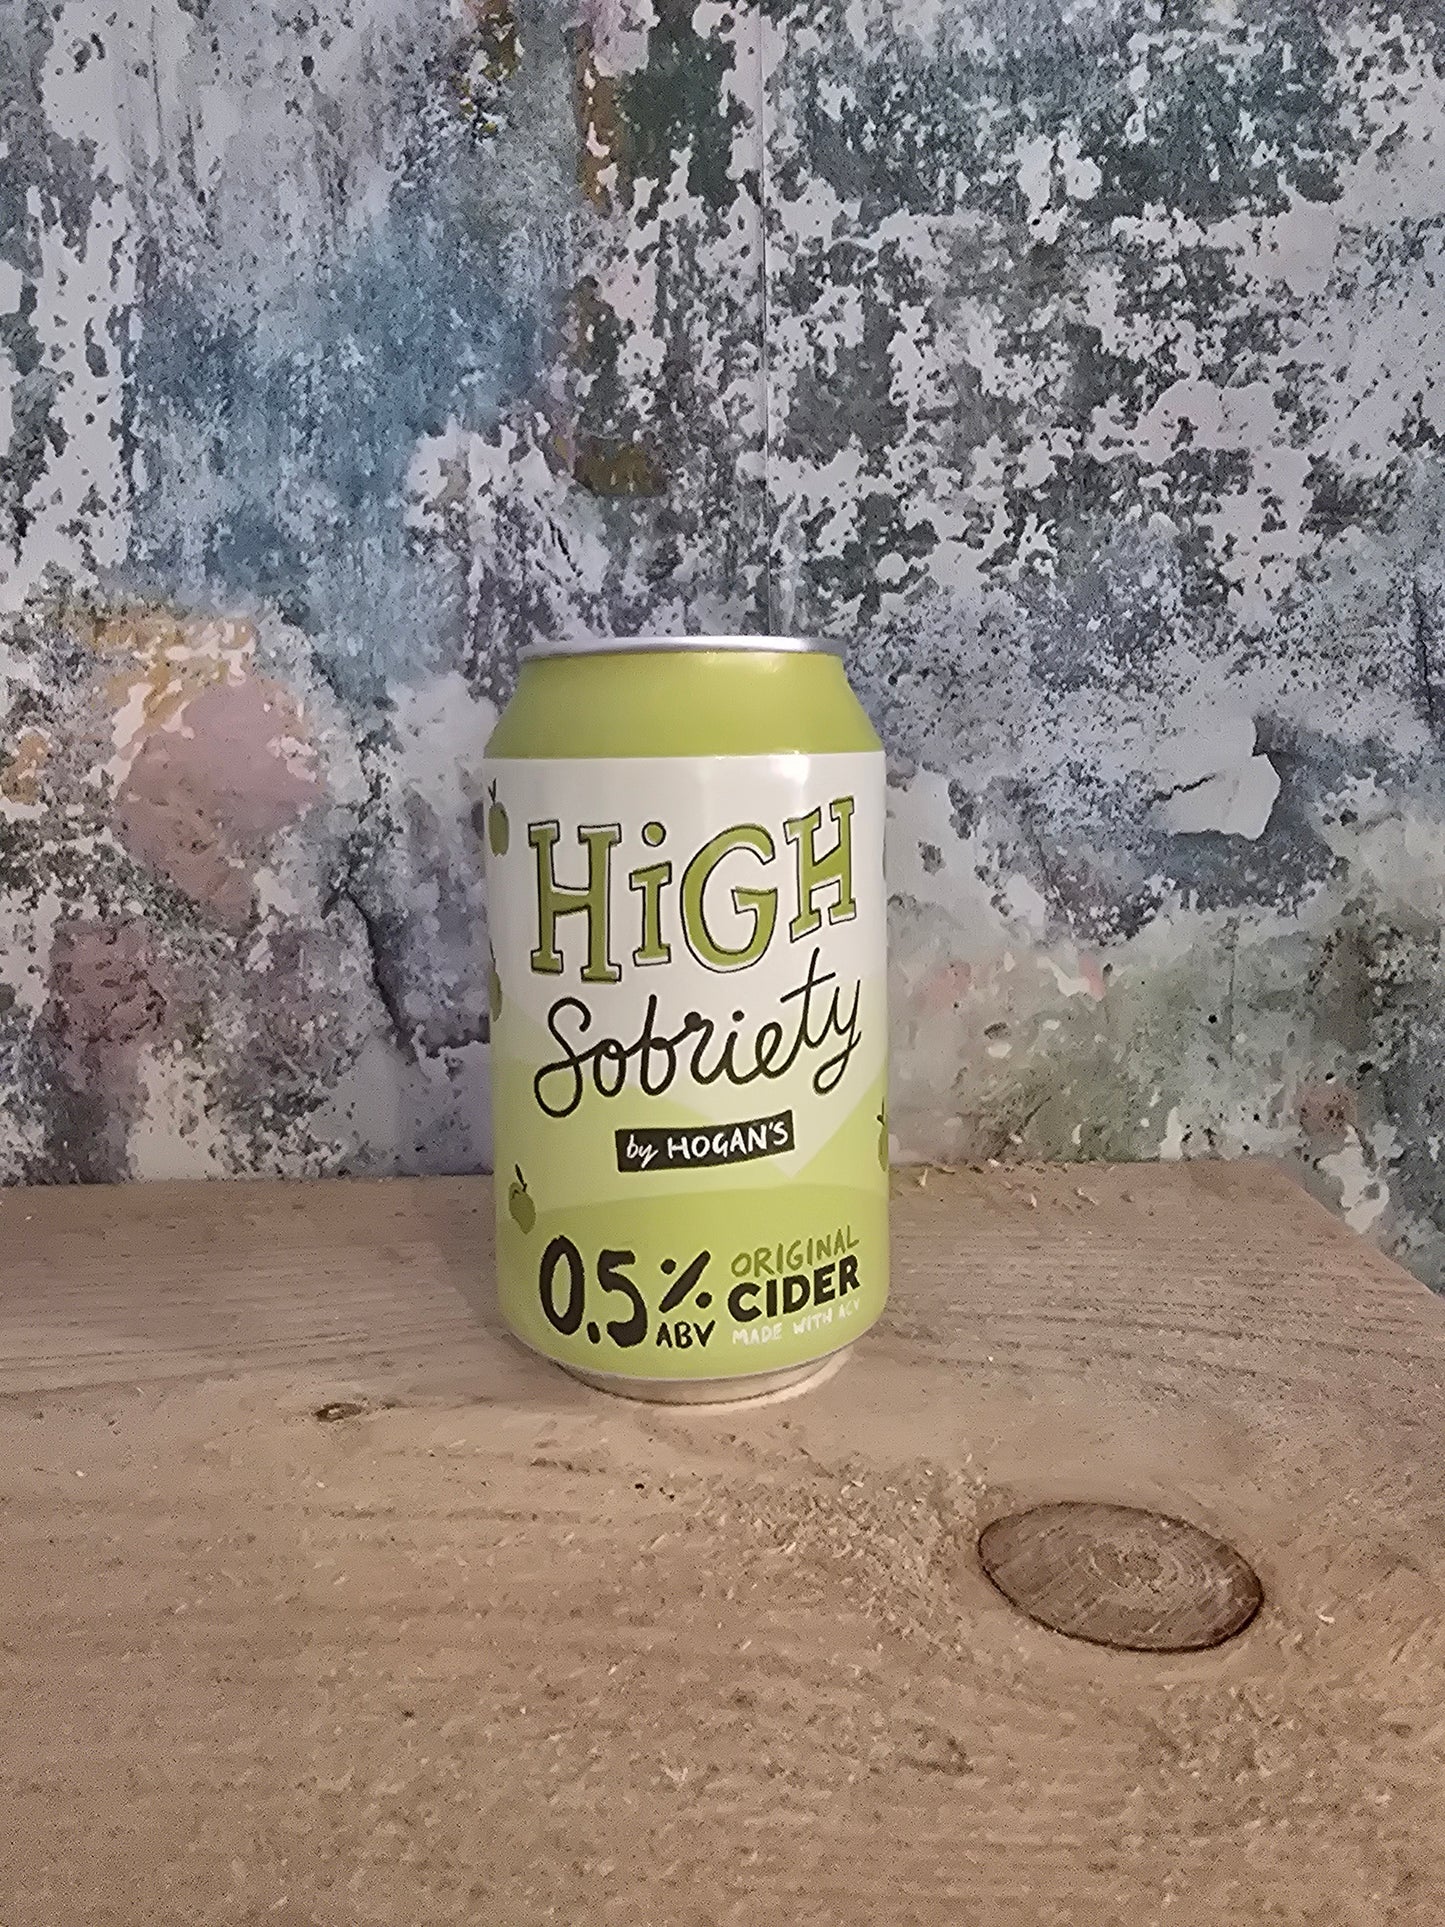 HiGH
Sobriety
by HOGAN'S
0.5%
ABV
ORIGINAL
CIDER
MADE WITH ACV